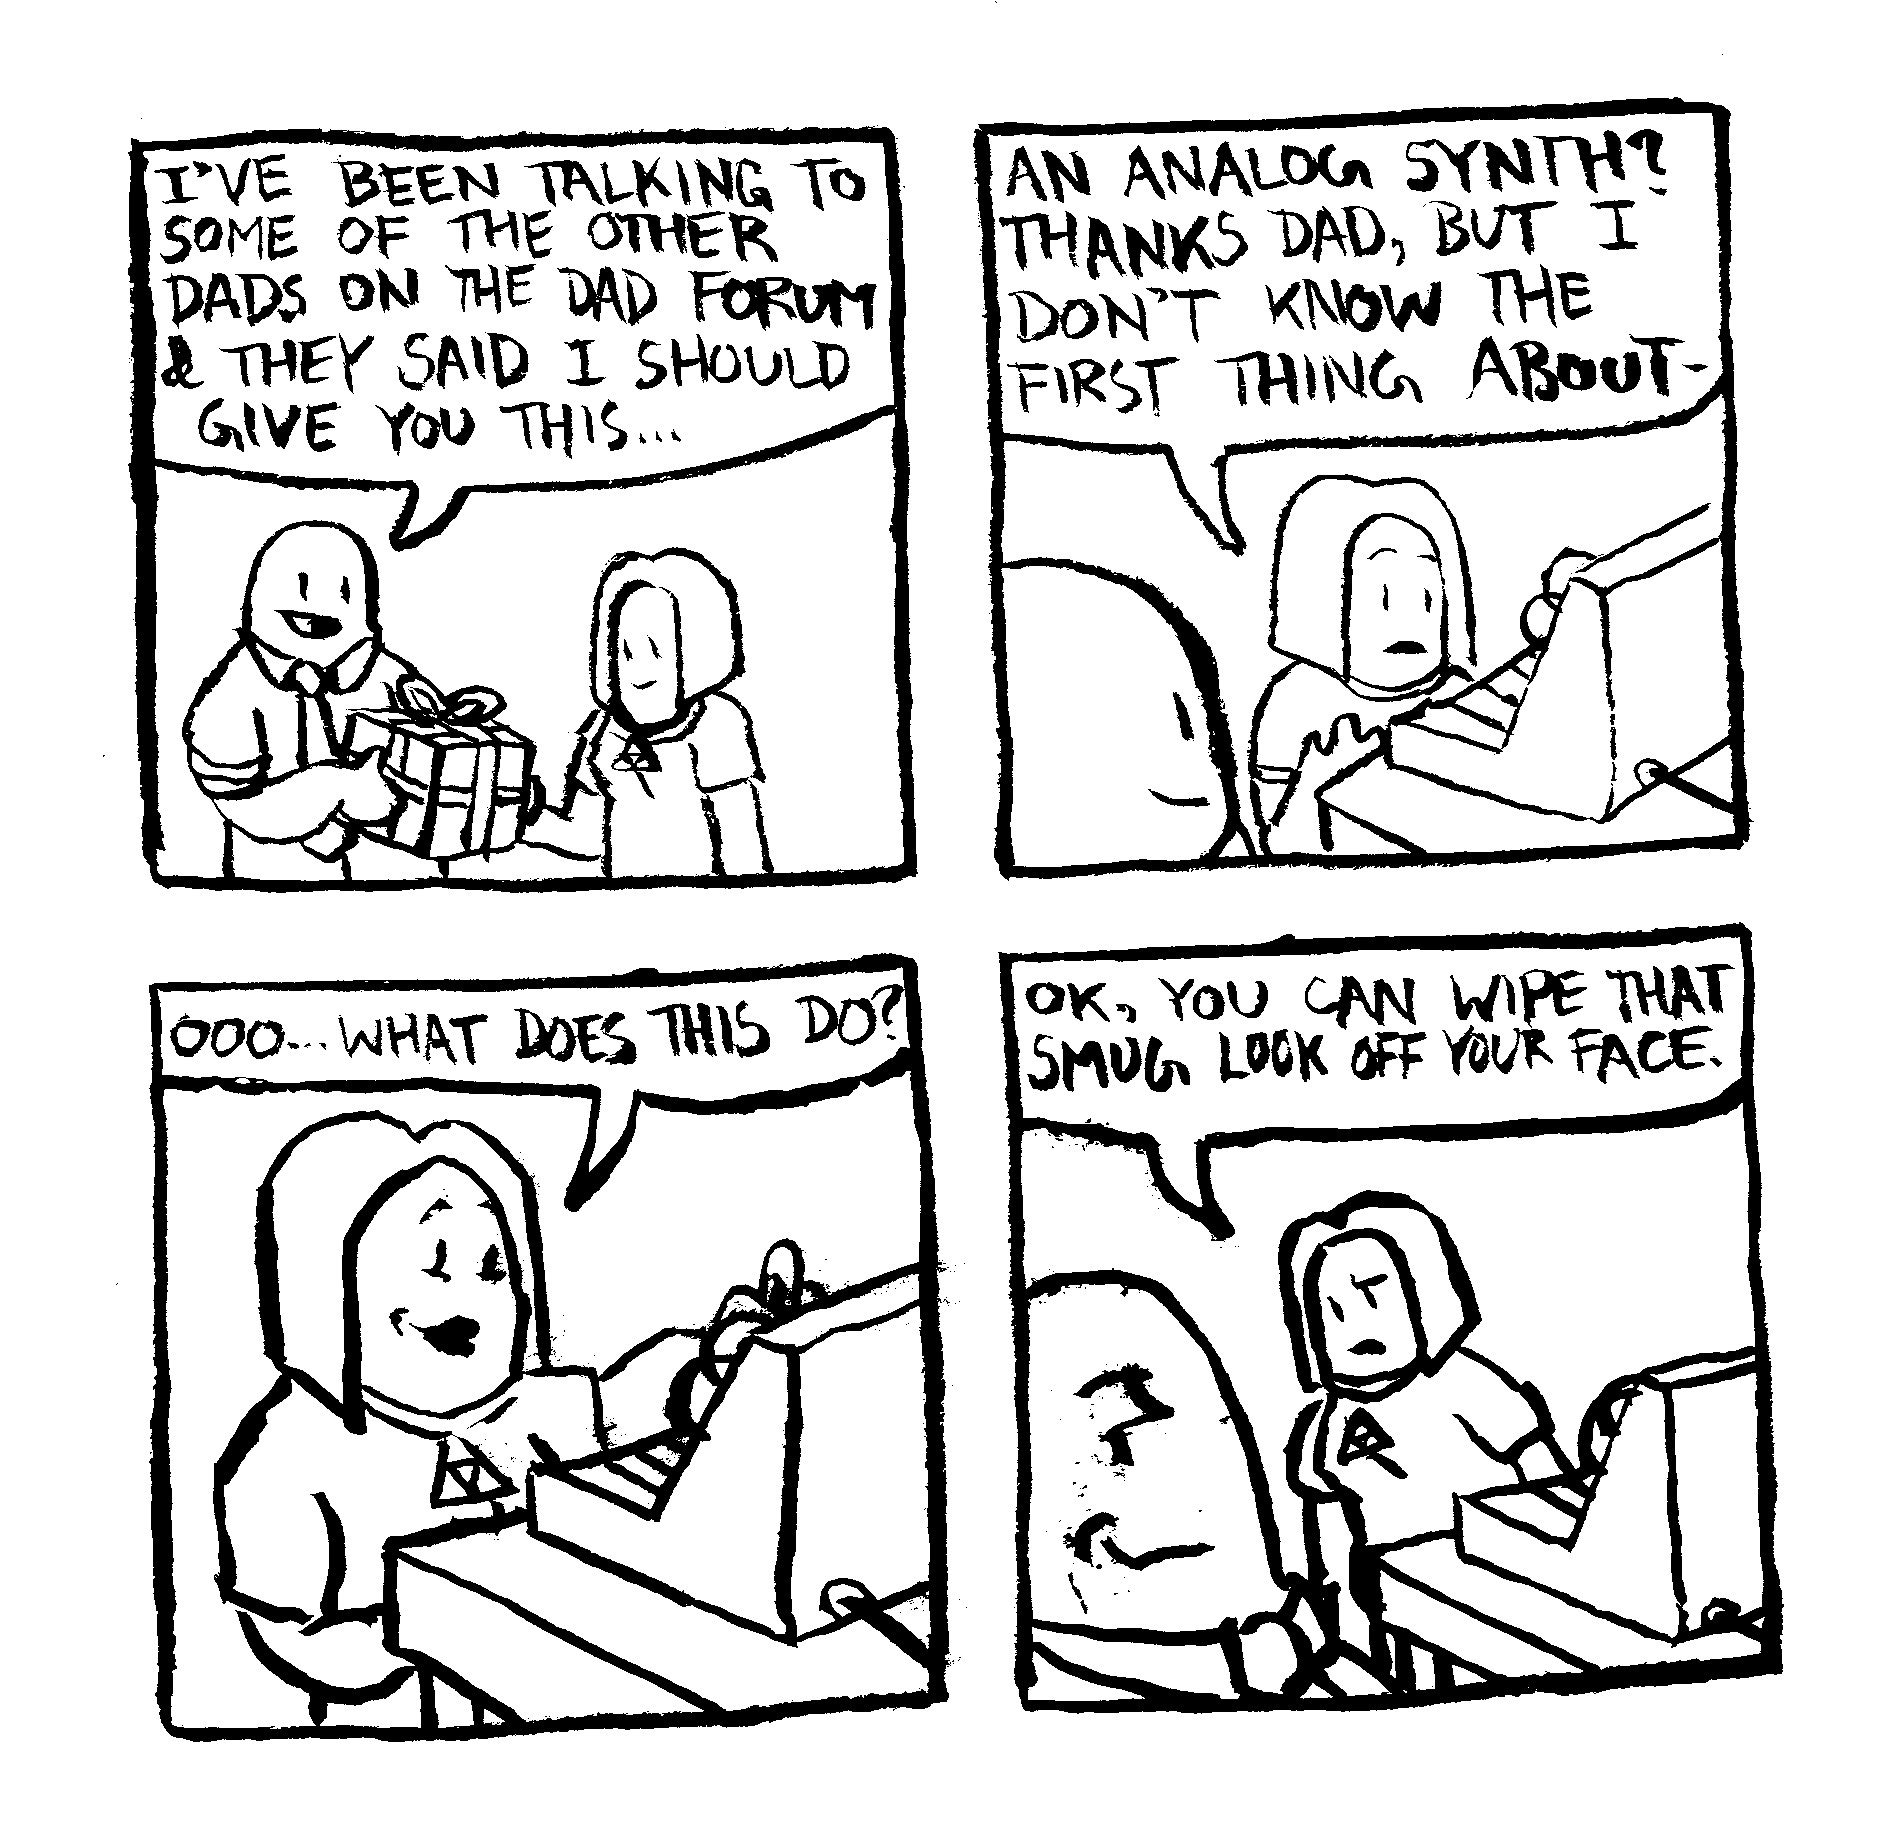 I'VE BEEN TALKING TO
SOME OF THE OTHER
DADS ON THE DAD FORUM
& THEY SAID I SHOULD
GIVE YOU THIS...
AN ANALOG SYNTH?
THANKS DAD, BUT I
DON'T KNOW THE
FIRST THING ABOUT-
OOO... WHAT DOES THIS DO?
OK, YOU CAN WIPE THAT
SMUG LOOK OFF YOUR FACE.